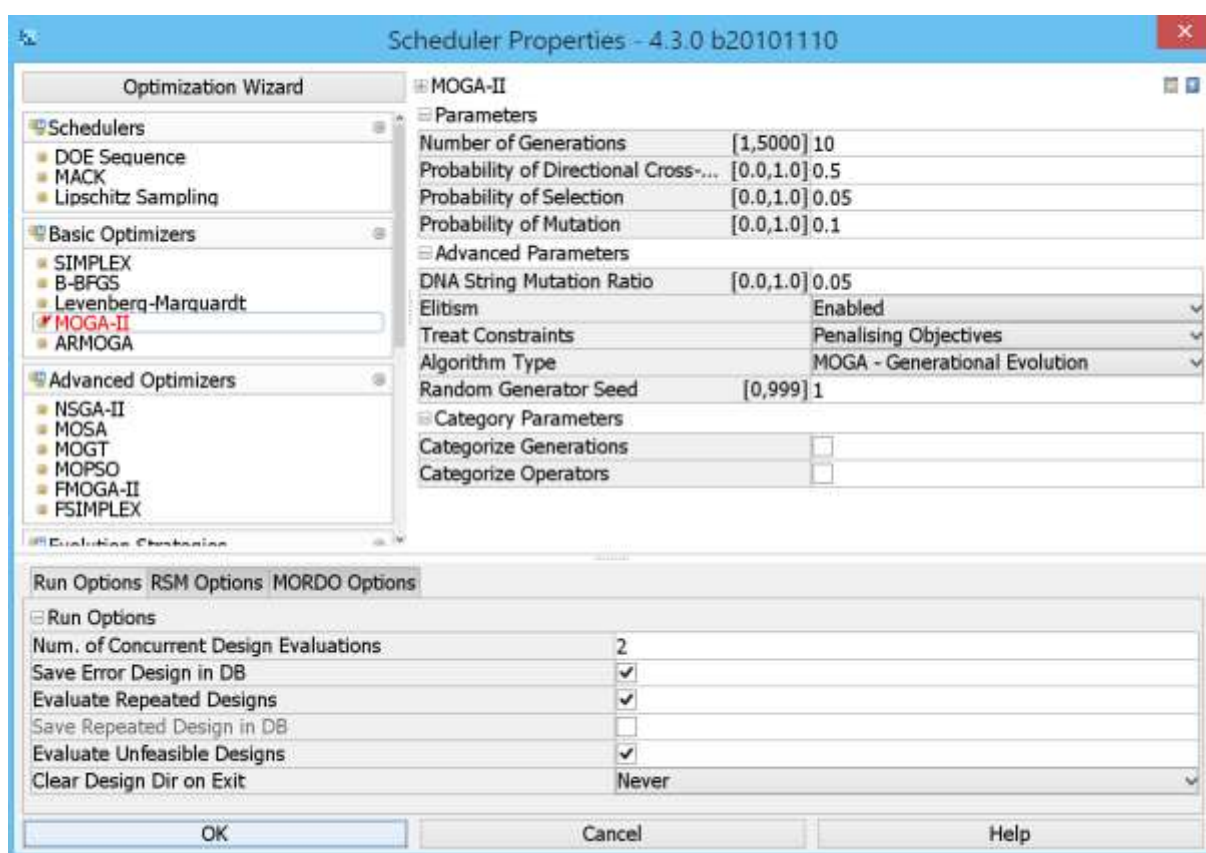 Scheduler Properties - 4.3.0 b20101110
Optimization Wizard
Schedulers
DOE Sequence
MACK
Lipschitz Sampling
Basic Optimizers
SIMPLEX
B-BFGS
Levenberg-Marquardt
MOGA-II
ARMOGA
Advanced Optimizers
NSGA-II
MOSA
MOGT
MOPSO
FMOGA-II
FSIMPLEX
Evolution Strategies
MOGA-II
Parameters
Number of Generations [1,5000] 10
Probability of Directional Cross-... [0.0,1.0] 0.5
Probability of Selection [0.0,1.0] 0.05
Probability of Mutation [0.0,1.0] 0.1
Advanced Parameters
DNA String Mutation Ratio [0.0,1.0] 0.05
Elitism Enabled
Treat Constraints Penalising Objectives
Algorithm Type MOGA - Generational Evolution
Random Generator Seed [0,999] 1
Category Parameters
Categorize Generations
Categorize Operators
Run Options RSM Options MORDO Options
Run Options
Num. of Concurrent Design Evaluations 2
Save Error Design in DB
Evaluate Repeated Designs
Save Repeated Design in DB
Evaluate Unfeasible Designs
Clear Design Dir on Exit Never
OK Cancel Help